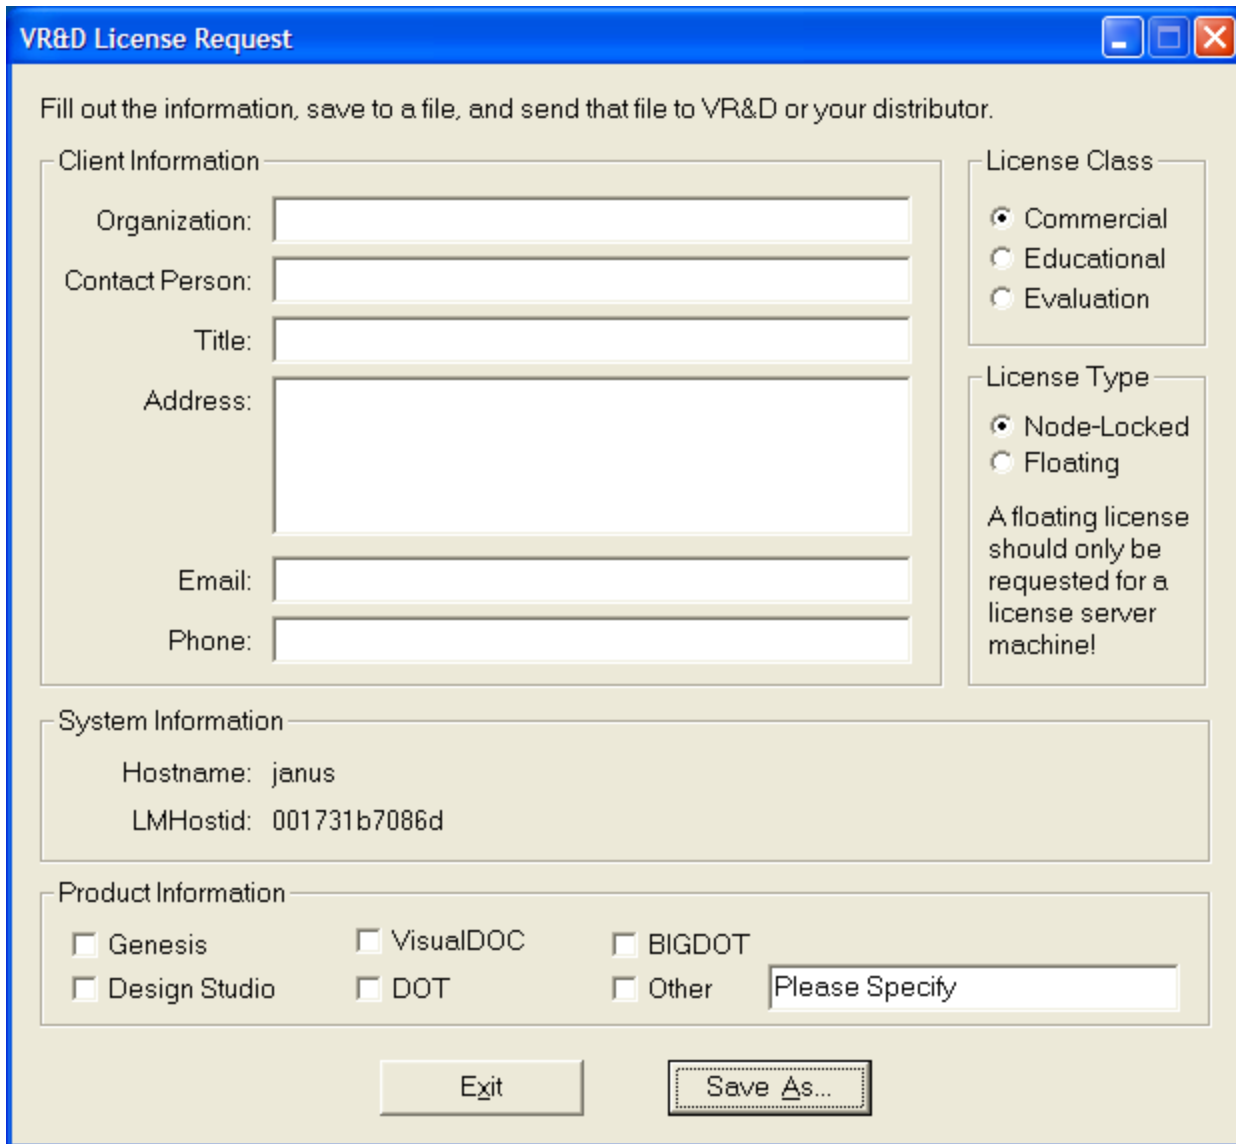 VR&D License Request
Fill out the information, save to a file, and send that file to VR&D or your distributor.
Client Information
Organization:
Contact Person:
Title:
Address:
Email:
Phone:
License Class
Commercial
Educational
Evaluation
License Type
Node-Locked
Floating
A floating license
should only be
requested for a
license server
machine!
System Information
Hostname: janus
LMHostid: 001731b7086d
Product Information
Genesis VisualDOC BIGDOT
Design Studio DOT Other Please Specify
Exit Save As...